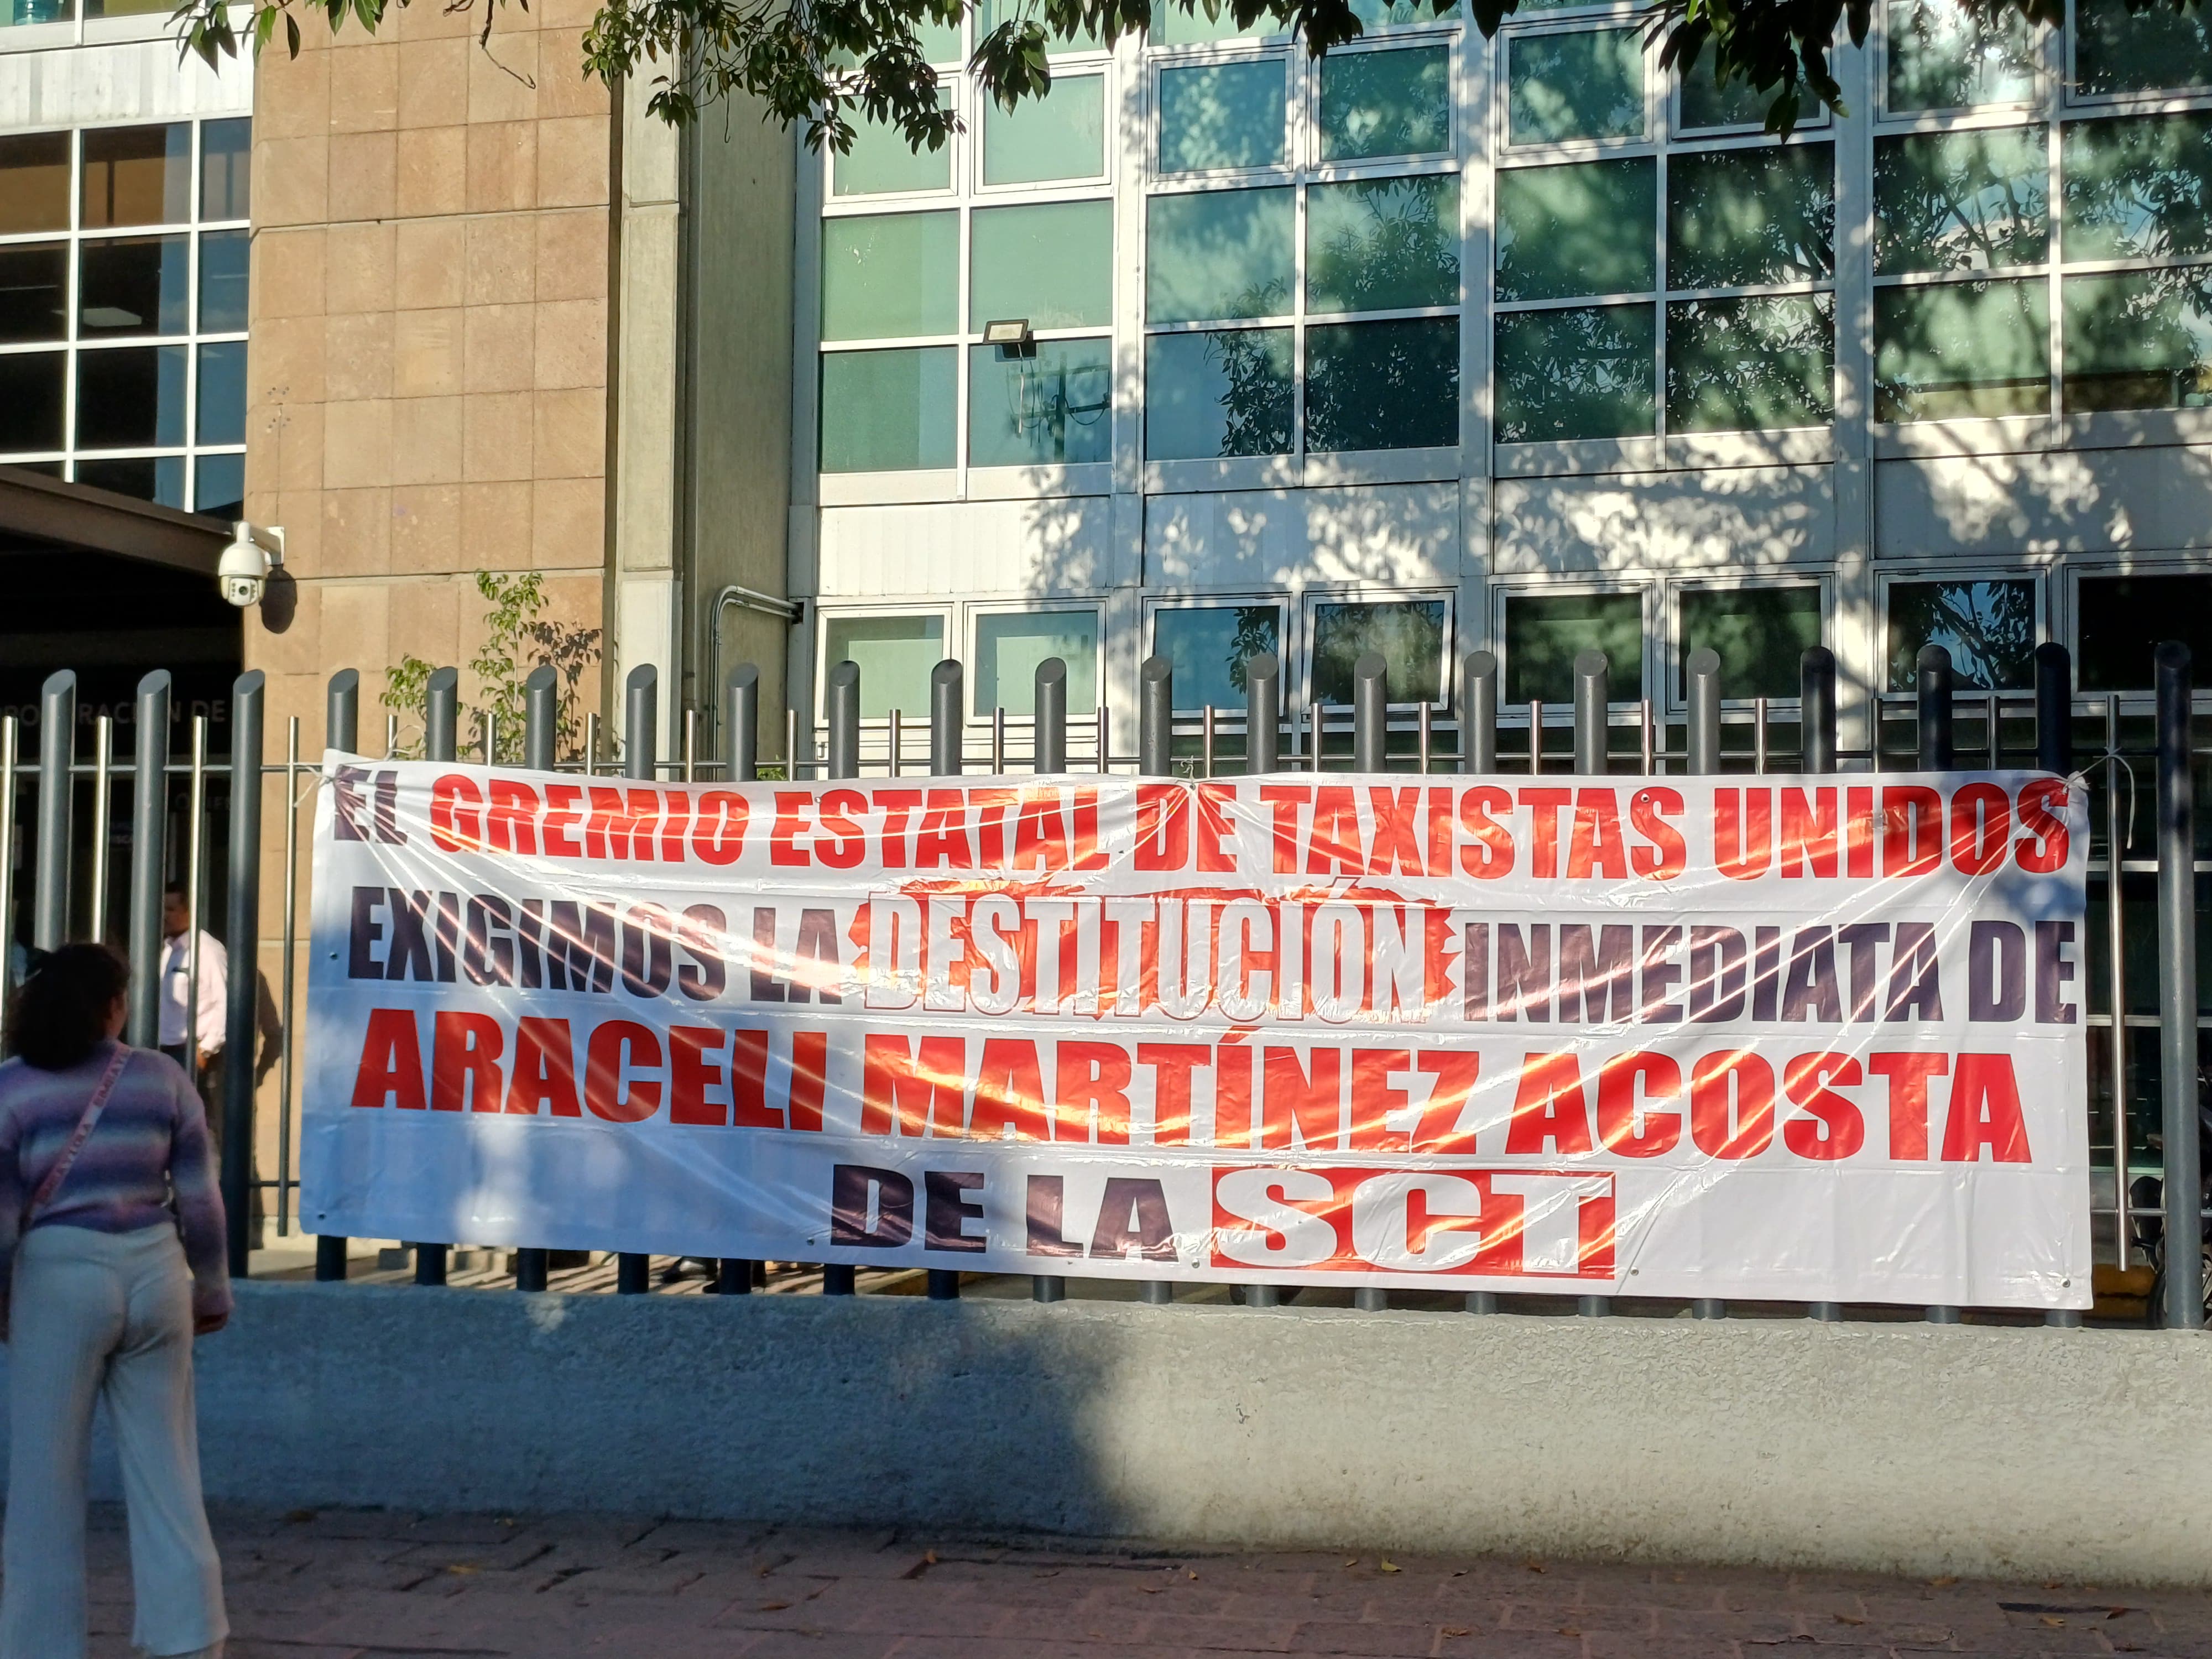 EL GREMIO ESTATAL DE TAXISTAS UNIDOS
EXIGIMOS LA DESTITUCIÓN INMEDIATA DE
ARACELI MARTÍNEZ ACOSTA
DE LA SCT